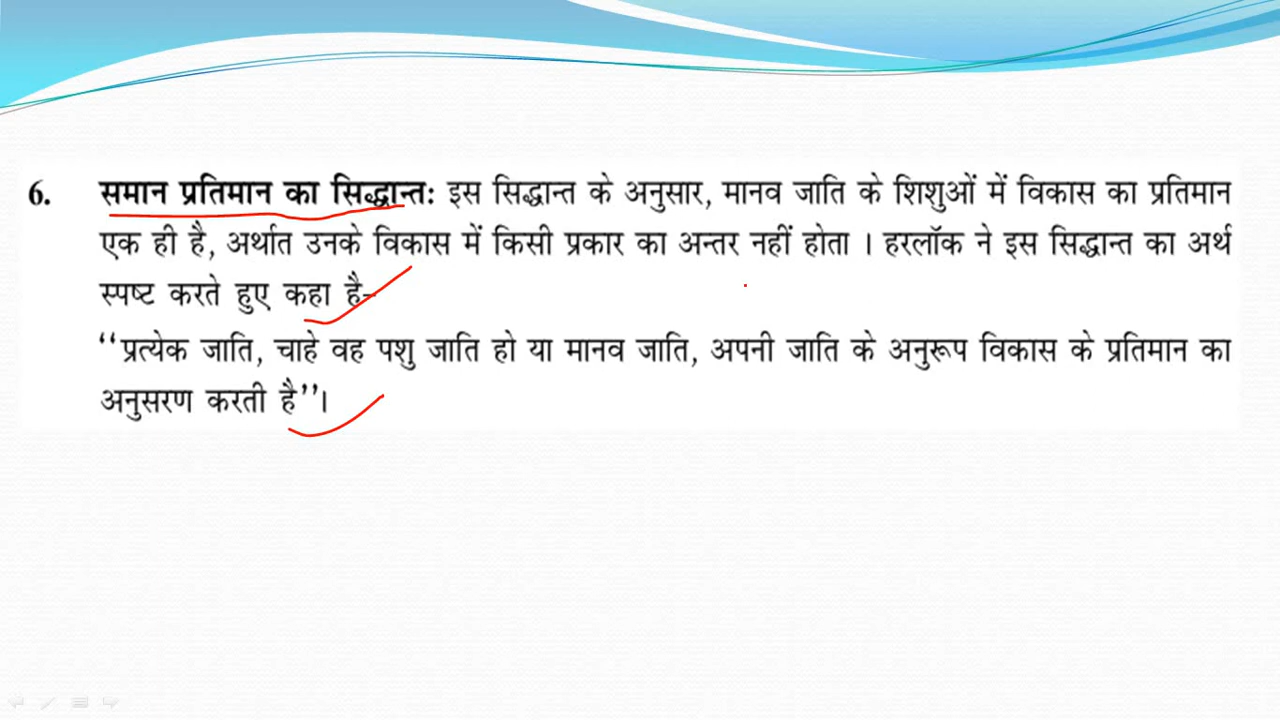 6. समान प्रतिमान का सिद्धान्तः इस सिद्धान्त के अनुसार, मानव जाति के शिशुओं में विकास का प्रतिमान
एक ही है, अर्थात उनके विकास में किसी प्रकार का अन्तर नहीं होता । हरलॉक ने इस सिद्धान्त का अर्थ
स्पष्ट करते हुए कहा है–
‘‘प्रत्येक जाति, चाहे वह पशु जाति हो या मानव जाति, अपनी जाति के अनुरूप विकास के प्रतिमान का
अनुसरण करती है’’।